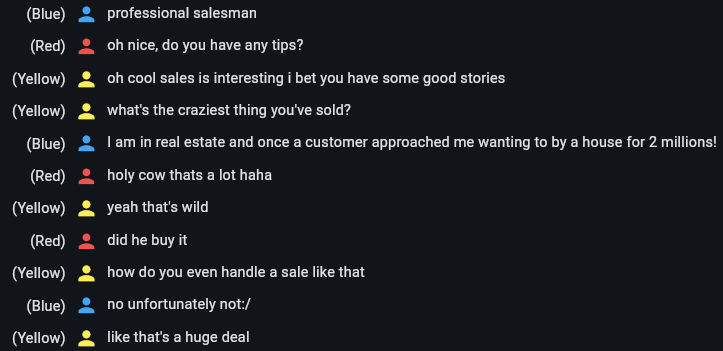 (Blue) professional salesman
(Red) oh nice, do you have any tips?
(Yellow) oh cool sales is interesting i bet you have some good stories
(Yellow) what's the craziest thing you've sold?
(Blue) I am in real estate and once a customer approached me wanting to by a house for 2 millions!
(Red) holy cow thats a lot haha
(Yellow) yeah that's wild
(Red) did he buy it
(Yellow) how do you even handle a sale like that
(Blue) no unfortunately not:/
(Yellow) like that's a huge deal